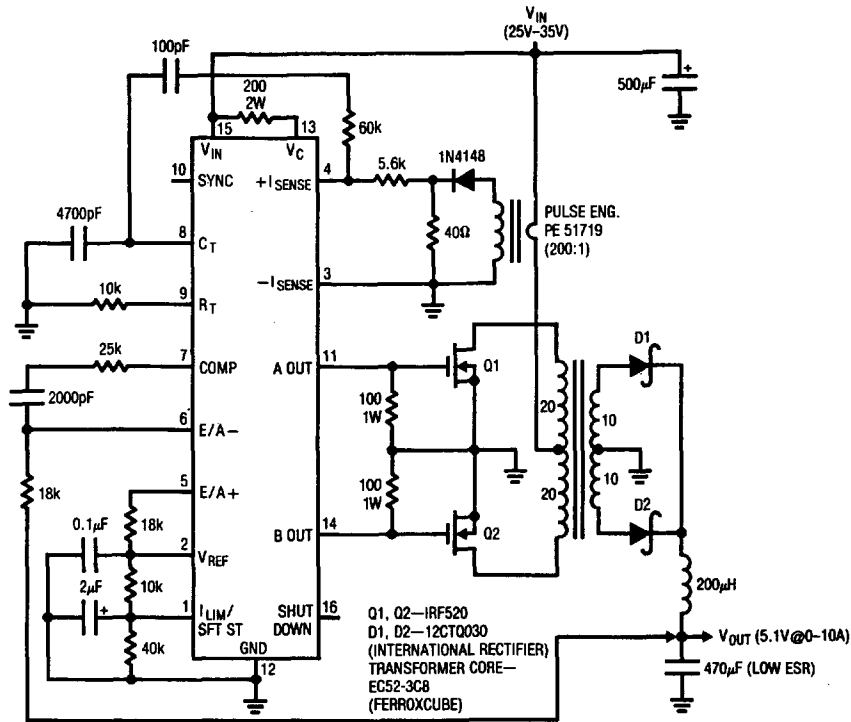 V_IN
(25V–35V)
100pF
200
2W
15
13
500µF
60k
V_IN
V_C
10
SYNC
4
+I_SENSE
5.6k
1N4148
4700pF
8
C_T
40Ω
PULSE ENG.
PE 51719
(200:1)
10k
9
R_T
–I_SENSE
3
25k
7
COMP
A OUT
11
Q1
D1
2000pF
100
1W
20
10
6
E/A–
18k
5
E/A+
100
1W
20
10
18k
B OUT
14
Q2
D2
0.1µF
2
V_REF
10k
200µH
2µF
1
I_LIM/
SFT ST
SHUT
DOWN
16
40k
GND
12
Q1, Q2—IRF520
D1, D2—12CTQ030
(INTERNATIONAL RECTIFIER)
TRANSFORMER CORE—
EC52-3C8
(FERROXCUBE)
V_OUT (5.1V@0–10A)
470µF (LOW ESR)